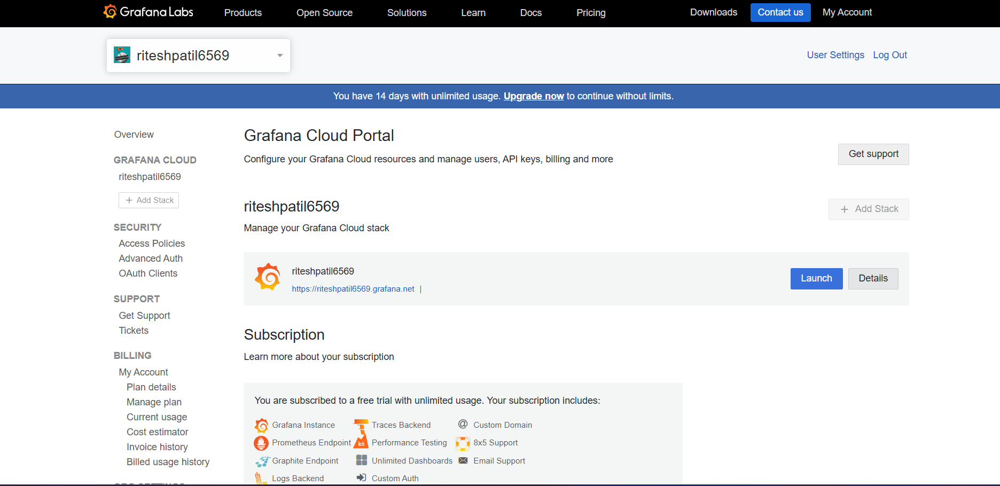 Grafana Labs
Products
Open Source
Solutions
Learn
Docs
Pricing
Downloads
Contact us
My Account
riteshpatil6569
User Settings
Log Out
You have 14 days with unlimited usage. Upgrade now to continue without limits.
Overview
GRAFANA CLOUD
riteshpatil6569
+ Add Stack
SECURITY
Access Policies
Advanced Auth
OAuth Clients
SUPPORT
Get Support
Tickets
BILLING
My Account
Plan details
Manage plan
Current usage
Cost estimator
Invoice history
Billed usage history
Grafana Cloud Portal
Configure your Grafana Cloud resources and manage users, API keys, billing and more
Get support
riteshpatil6569
Manage your Grafana Cloud stack
+ Add Stack
riteshpatil6569
https://riteshpatil6569.grafana.net |
Launch
Details
Subscription
Learn more about your subscription
You are subscribed to a free trial with unlimited usage. Your subscription includes:
Grafana Instance
Traces Backend
@ Custom Domain
Prometheus Endpoint
k6 Performance Testing
8x5 Support
Graphite Endpoint
Unlimited Dashboards
Email Support
Logs Backend
Custom Auth